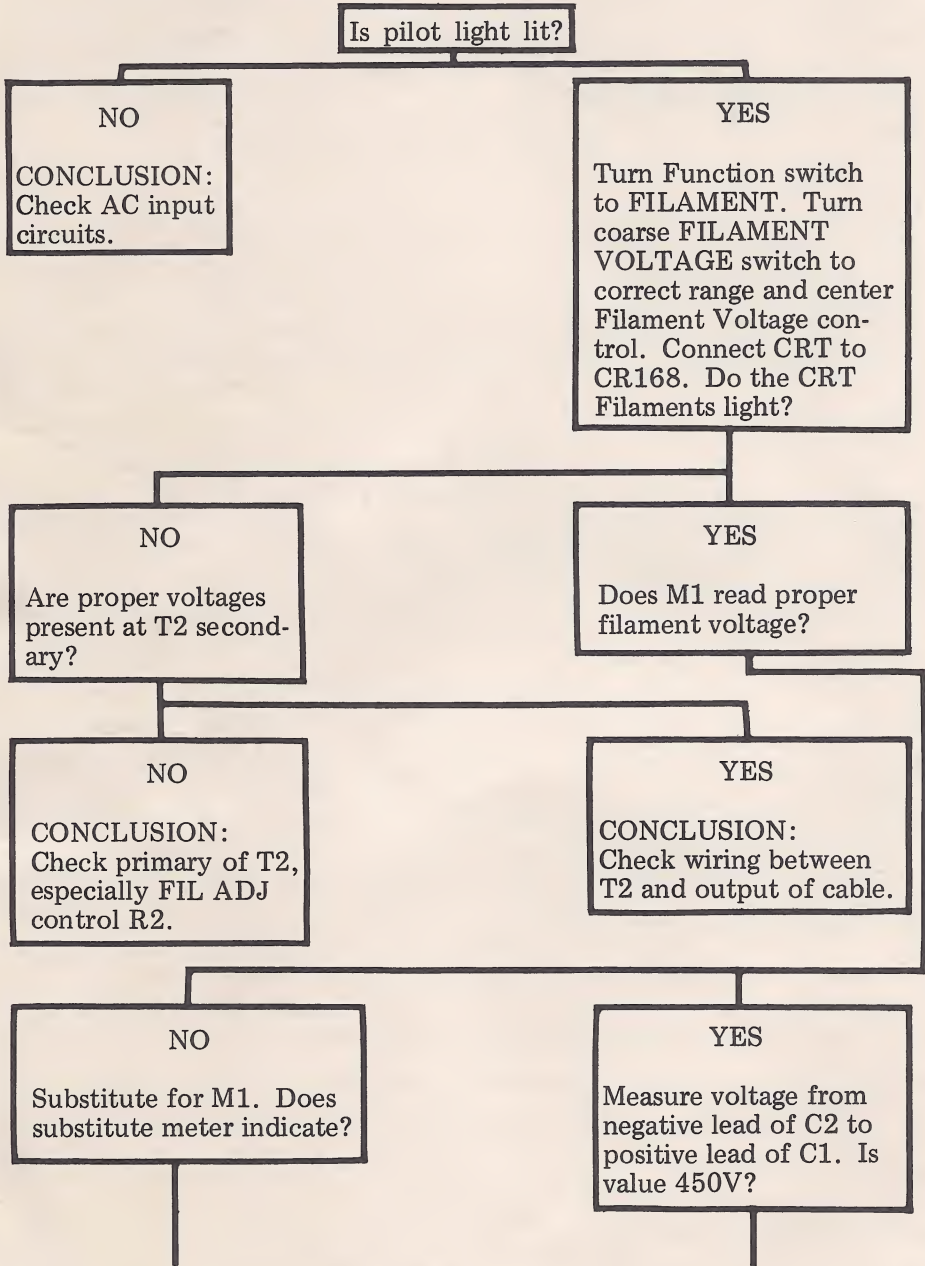 Is pilot light lit?
NO
CONCLUSION:
Check AC input
circuits.
YES
Turn Function switch
to FILAMENT. Turn
coarse FILAMENT
VOLTAGE switch to
correct range and center
Filament Voltage con-
trol. Connect CRT to
CR168. Do the CRT
Filaments light?
NO
Are proper voltages
present at T2 second-
ary?
YES
Does M1 read proper
filament voltage?
NO
CONCLUSION:
Check primary of T2,
especially FIL ADJ
control R2.
YES
CONCLUSION:
Check wiring between
T2 and output of cable.
NO
Substitute for M1. Does
substitute meter indicate?
YES
Measure voltage from
negative lead of C2 to
positive lead of C1. Is
value 450V?